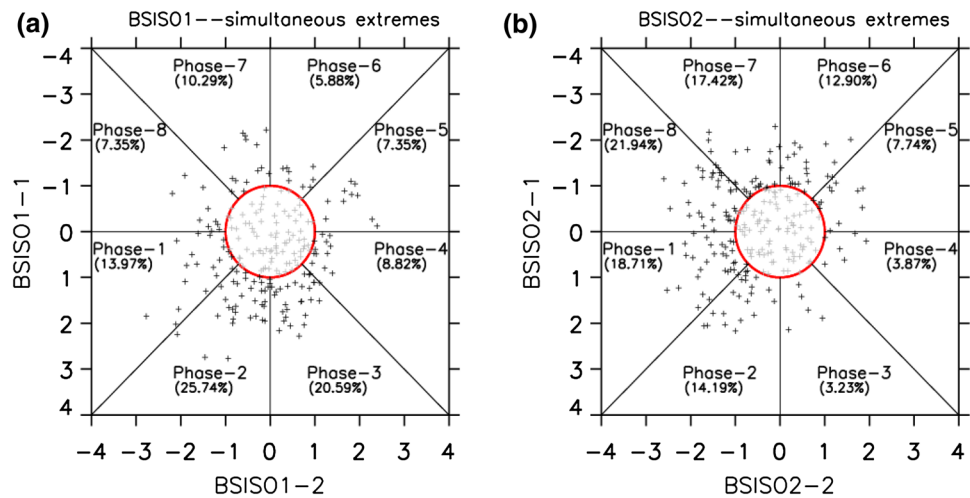 (a)
BSISO1--simultaneous extremes
-4
-3
-2
-1
0
1
2
3
4
BSISO1-1
Phase-7
(10.29%)
Phase-6
(5.88%)
Phase-8
(7.35%)
Phase-5
(7.35%)
Phase-1
(13.97%)
Phase-4
(8.82%)
Phase-2
(25.74%)
Phase-3
(20.59%)
-4 -3 -2 -1 0 1 2 3 4
BSISO1-2
(b)
BSISO2--simultaneous extremes
-4
-3
-2
-1
0
1
2
3
4
BSISO2-1
Phase-7
(17.42%)
Phase-6
(12.90%)
Phase-8
(21.94%)
Phase-5
(7.74%)
Phase-1
(18.71%)
Phase-4
(3.87%)
Phase-2
(14.19%)
Phase-3
(3.23%)
-4 -3 -2 -1 0 1 2 3 4
BSISO2-2